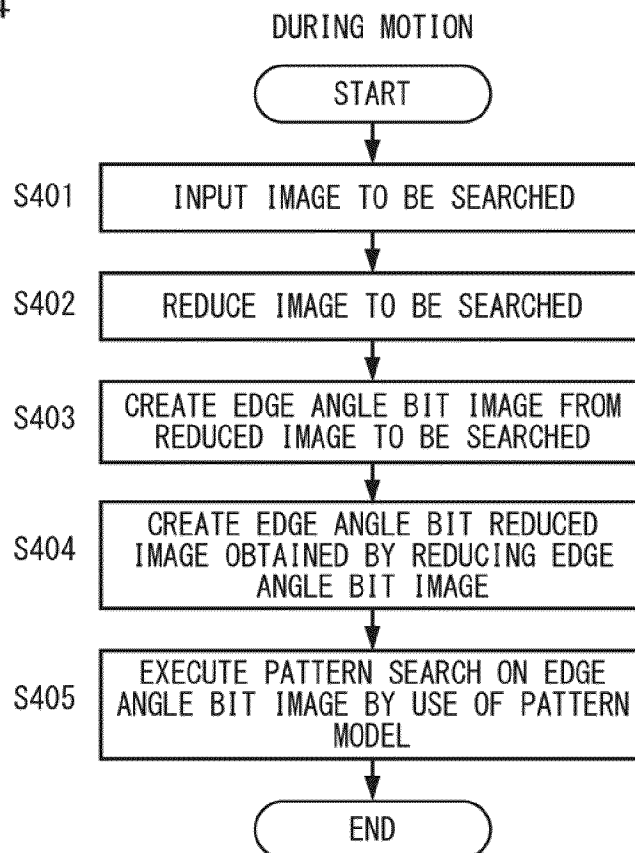 4
DURING MOTION
START
S401
INPUT IMAGE TO BE SEARCHED
S402
REDUCE IMAGE TO BE SEARCHED
S403
CREATE EDGE ANGLE BIT IMAGE FROM
REDUCED IMAGE TO BE SEARCHED
S404
CREATE EDGE ANGLE BIT REDUCED
IMAGE OBTAINED BY REDUCING EDGE
ANGLE BIT IMAGE
S405
EXECUTE PATTERN SEARCH ON EDGE
ANGLE BIT IMAGE BY USE OF PATTERN
MODEL
END